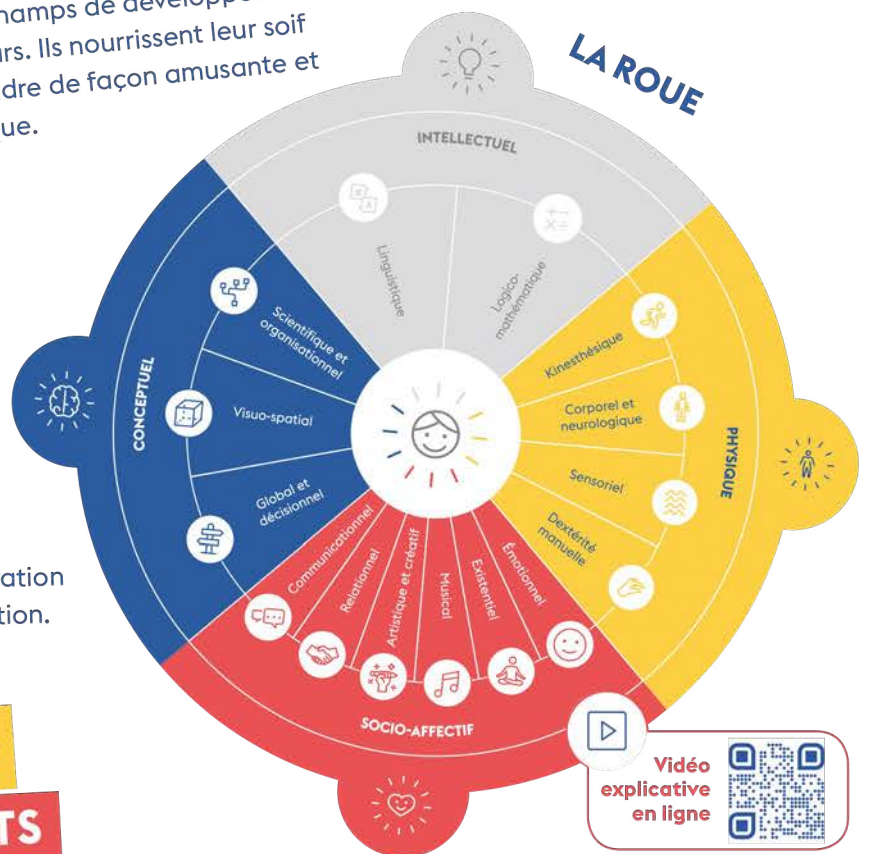 hamps de
rs. Ils nourrissent leur soif
dre de façon amusante et
ue.
LA ROUE
INTELLECTUEL
Linguistique
Logico-
mathématique
PHYSIQUE
Kinesthésique
Corporel et
neurologique
Sensoriel
Dextérité
manuelle
SOCIO-AFFECTIF
Émotionnel
Existentiel
Musical
Artistique et créatif
Relationnel
Communicationnel
CONCEPTUEL
Global et
décisionnel
Visuo-spatial
Scientifique et
organisationnel
ation
tion.
TS
Vidéo
explicative
en ligne